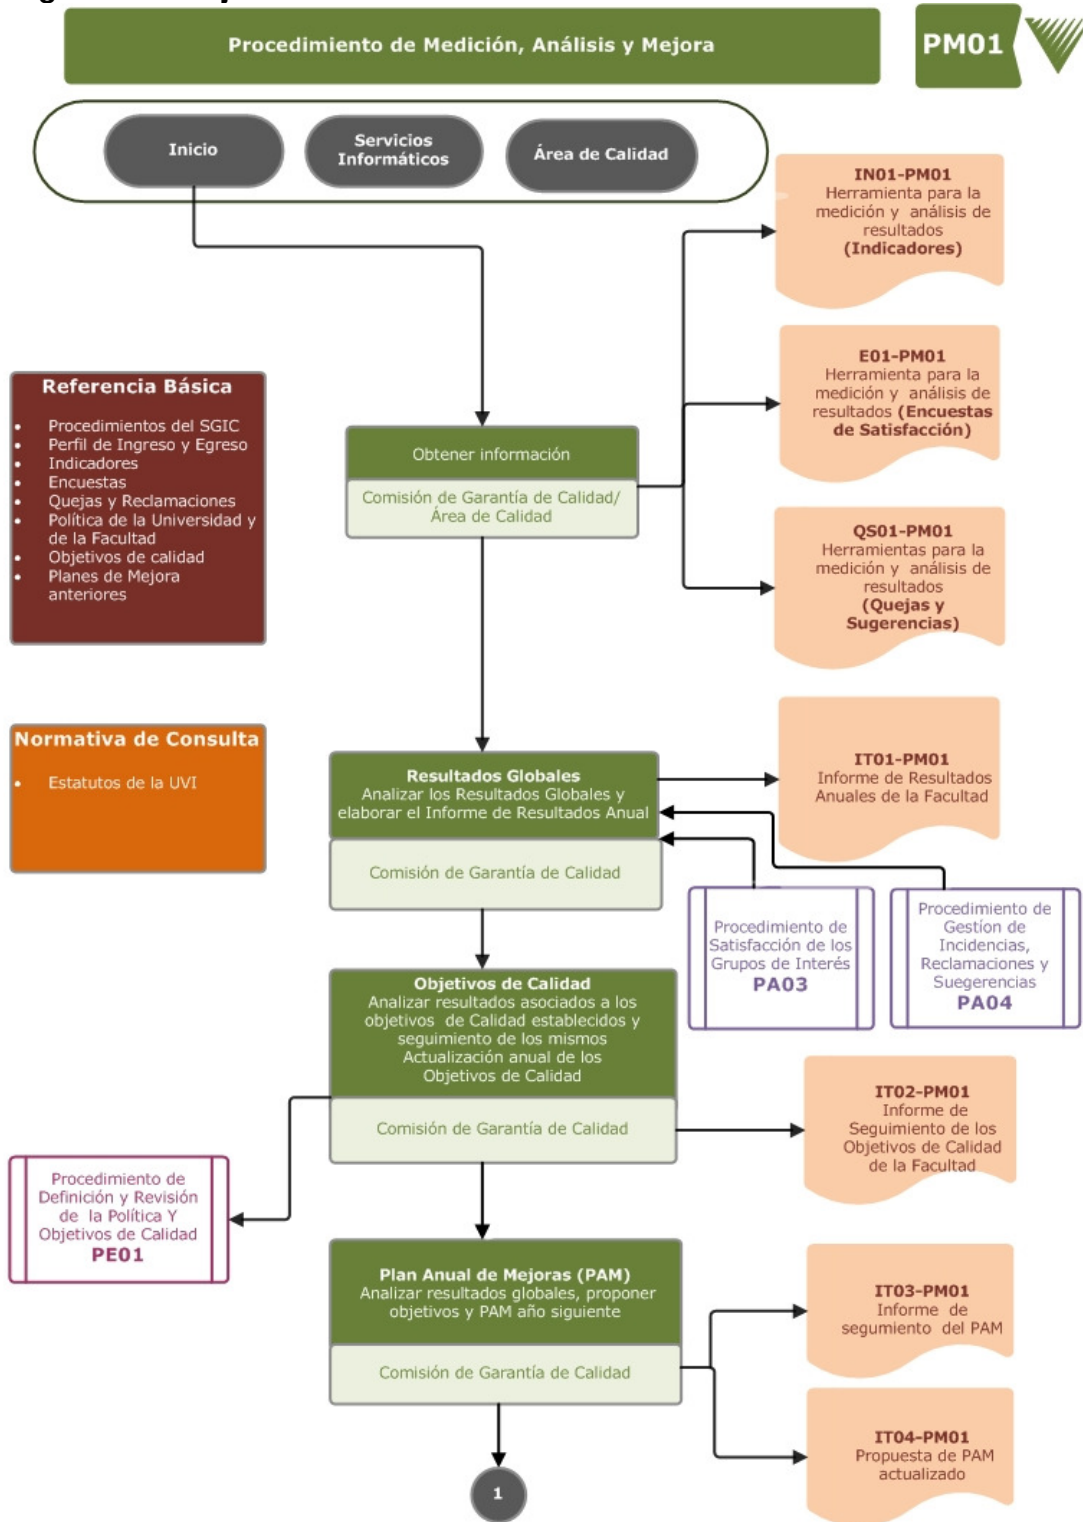 Procedimiento de Medición, Análisis y Mejora
PM01
Inicio
Servicios
Informáticos
Área de Calidad
IN01-PM01
Herramienta para la
medición y análisis de
resultados
(Indicadores)
E01-PM01
Herramienta para la
medición y análisis de
resultados (Encuestas
de Satisfacción)
Referencia Básica
• Procedimientos del SGIC
• Perfil de Ingreso y Egreso
• Indicadores
• Encuestas
• Quejas y Reclamaciones
• Política de la Universidad y
de la Facultad
• Objetivos de calidad
• Planes de Mejora
anteriores
Obtener información
Comisión de Garantía de Calidad/
Área de Calidad
QS01-PM01
Herramientas para la
medición y análisis de
resultados
(Quejas y
Sugerencias)
Normativa de Consulta
• Estatutos de la UVI
Resultados Globales
Analizar los Resultados Globales y
elaborar el Informe de Resultados Anual
Comisión de Garantía de Calidad
IT01-PM01
Informe de Resultados
Anuales de la Facultad
Procedimiento de
Satisfacción de los
Grupos de Interés
PA03
Procedimiento de
Gestíon de
Incidencias,
Reclamaciones y
Suegerencias
PA04
Objetivos de Calidad
Analizar resultados asociados a los
objetivos de Calidad establecidos y
seguimiento de los mismos
Actualización anual de los
Objetivos de Calidad
Comisión de Garantía de Calidad
IT02-PM01
Informe de
Seguimiento de los
Objetivos de Calidad
de la Facultad
Procedimiento de
Definición y Revisión
de la Política Y
Objetivos de Calidad
PE01
Plan Anual de Mejoras (PAM)
Analizar resultados globales, proponer
objetivos y PAM año siguiente
Comisión de Garantía de Calidad
IT03-PM01
Informe de
segumiento del PAM
IT04-PM01
Propuesta de PAM
actualizado
1